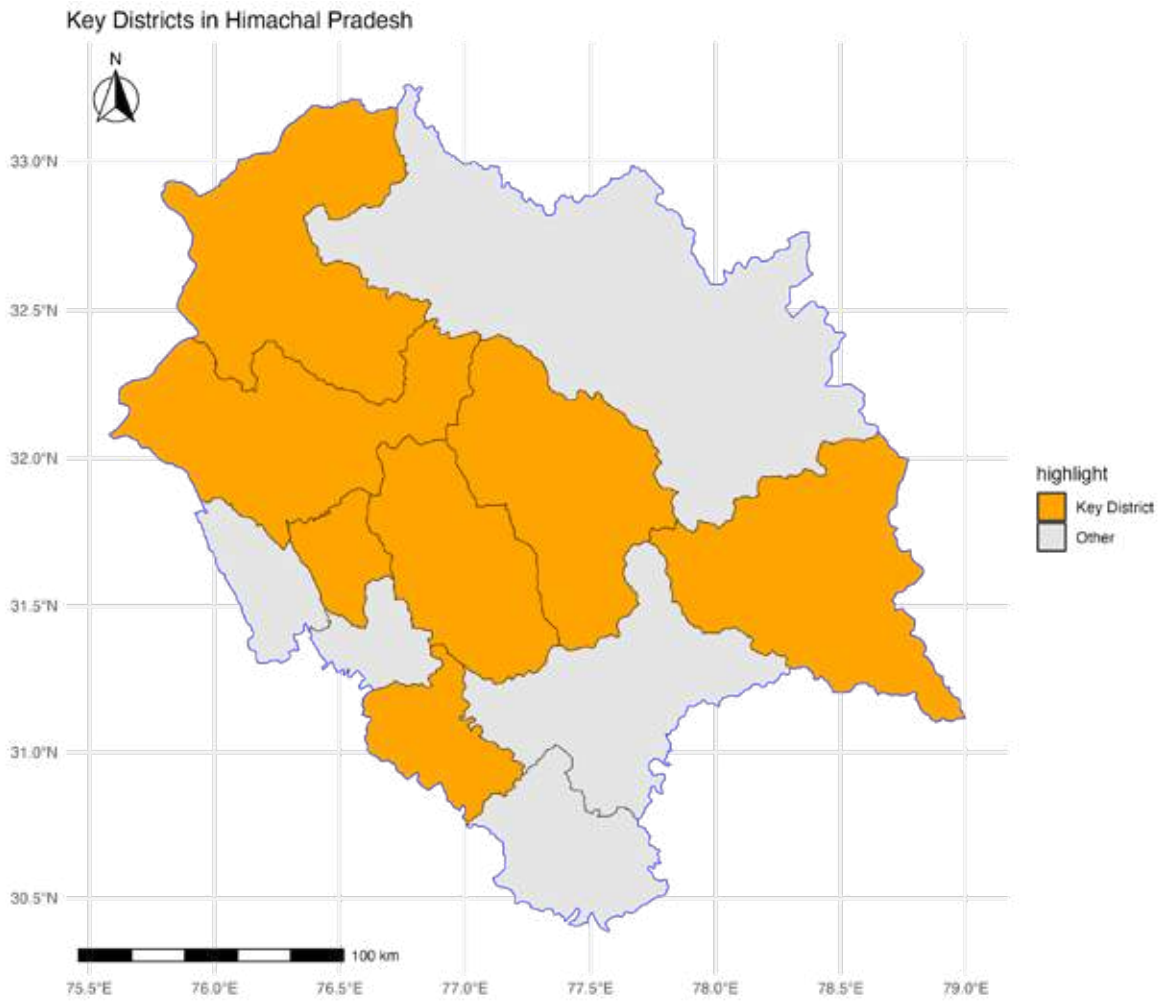 Key Districts in Himachal Pradesh
N
33.0°N
32.5°N
32.0°N
31.5°N
31.0°N
30.5°N
highlight
Key District
Other
100 km
75.5°E 76.0°E 76.5°E 77.0°E 77.5°E 78.0°E 78.5°E 79.0°E